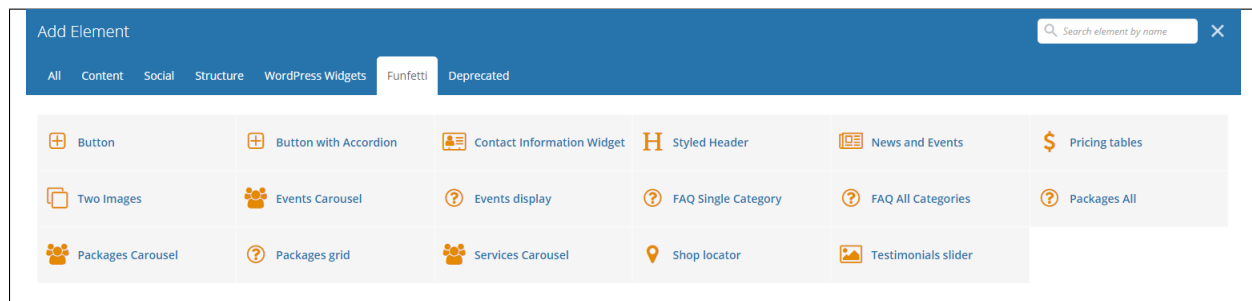 Add Element
Search element by name
All Content Social Structure WordPress Widgets Funfetti Deprecated
Button Button with Accordion Contact Information Widget Styled Header News and Events Pricing tables
Two Images Events Carousel Events display FAQ Single Category FAQ All Categories Packages All
Packages Carousel Packages grid Services Carousel Shop locator Testimonials slider